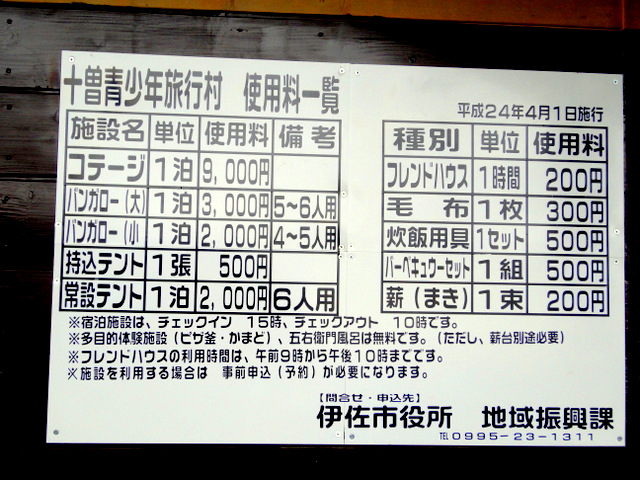 十曽青少年旅行村 使用料一覧
平成24年4月1日施行
施設名 単位 使用料 備考
コテージ 1泊 9,000円
バンガロー(大) 1泊 3,000円 5~6人用
バンガロー(小 1泊 2,000円 4~5人用
持込テント 1張 500円
常設テント 1泊 2,000円 6人用
種別 単位 使用料
フレンドハウス 1時間 200円
毛布 1枚 300円
炊飯用具 1セット 500円
バーベキュウーセット 1組 500円
薪(まき) 1束 200円
※宿泊施設は、チェックイン 15時、チェックアウト 10時です。
※多目的体験施設(ピザ釜・かまど)、五右衛門風呂は無料です。(ただし、薪台別途必要)
※フレンドハウスの利用時間は、午前9時から午後10時までです。
※施設を利用する場合は 事前申込(予約)が必要になります。
【問合せ・申込先】
伊佐市役所 地域振興課
TEL 0995-23-1311